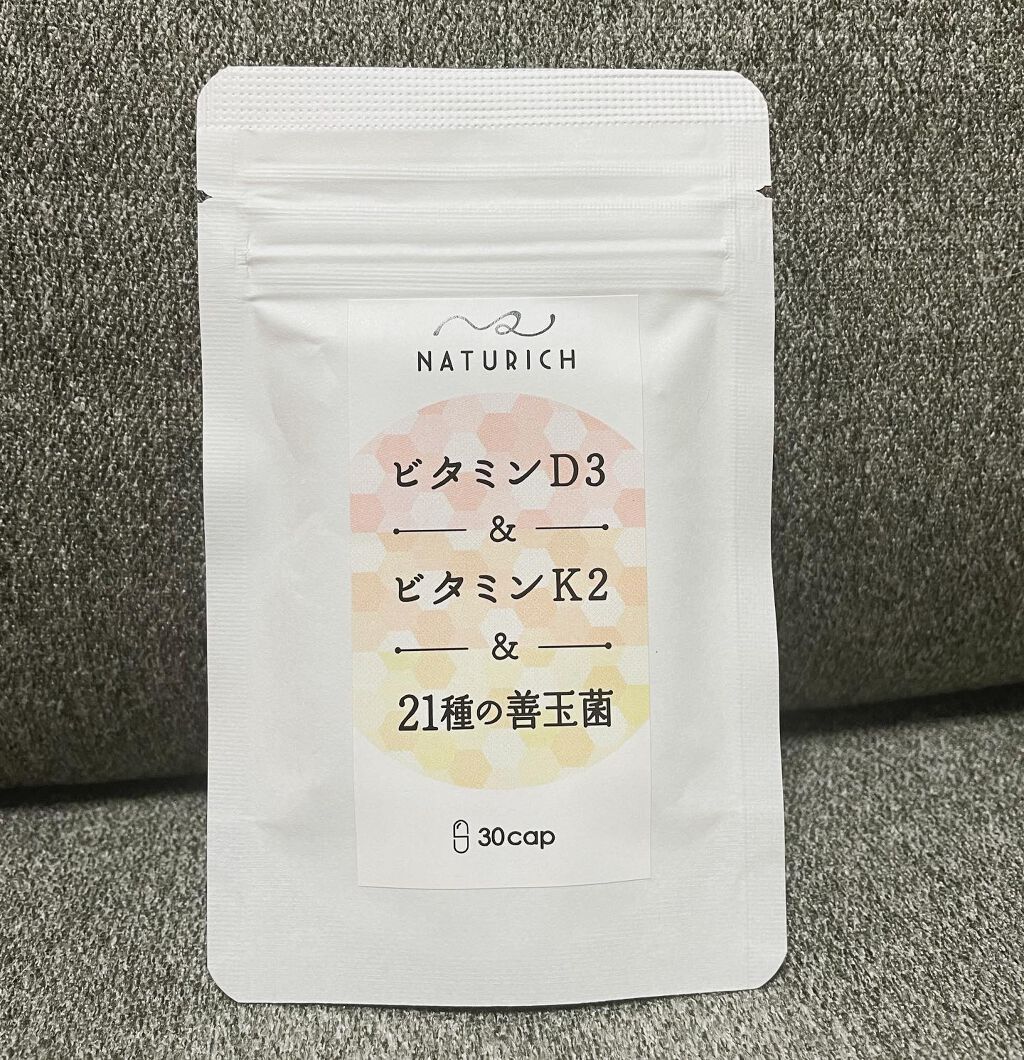 NATURICH
ビタミンD3
&
ビタミンK2
&
21種の善玉菌
30cap